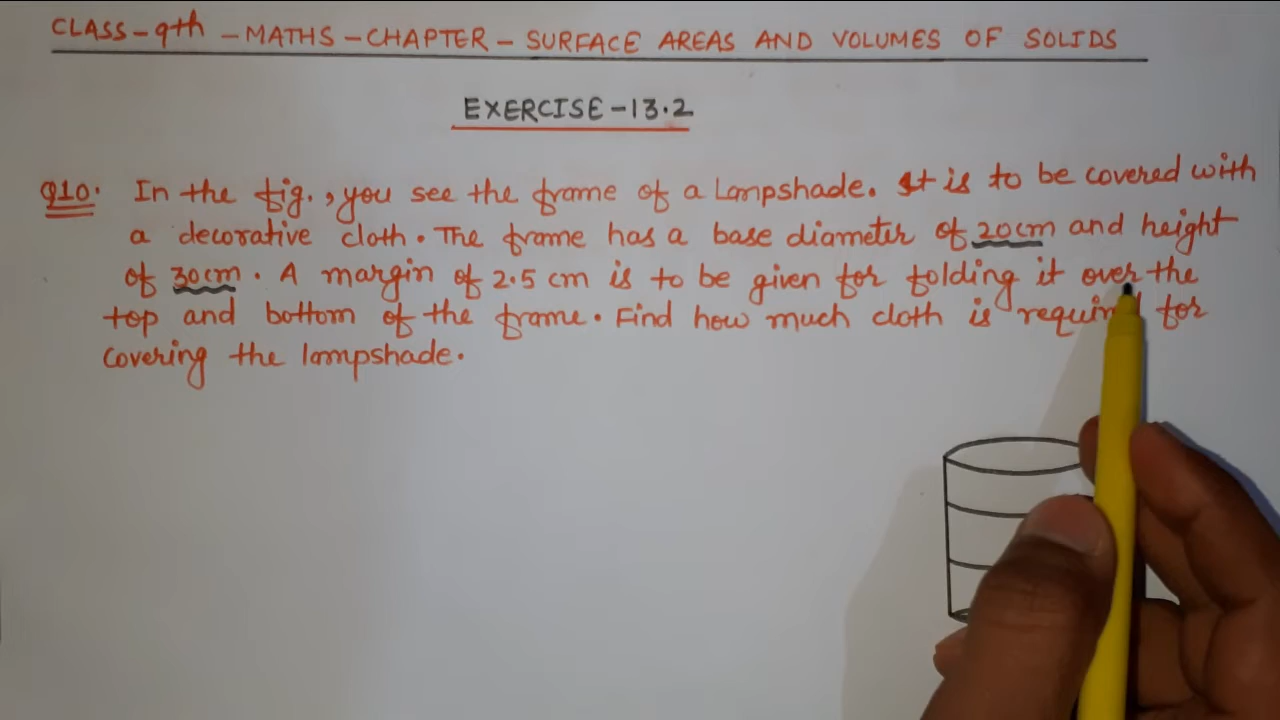 CLASS-9th - MATHS - CHAPTER - SURFACE AREAS AND VOLUMES OF SOLIDS
EXERCISE-13.2
Q10. In the fig., you see the frame of a Lampshade. It is to be covered with
a decorative cloth. The frame has a base diameter of 20cm and height
of 30cm. A margin of 2.5 cm is to be given for folding it over the
top and bottom of the frame. Find how much cloth is for
covering the lampshade.